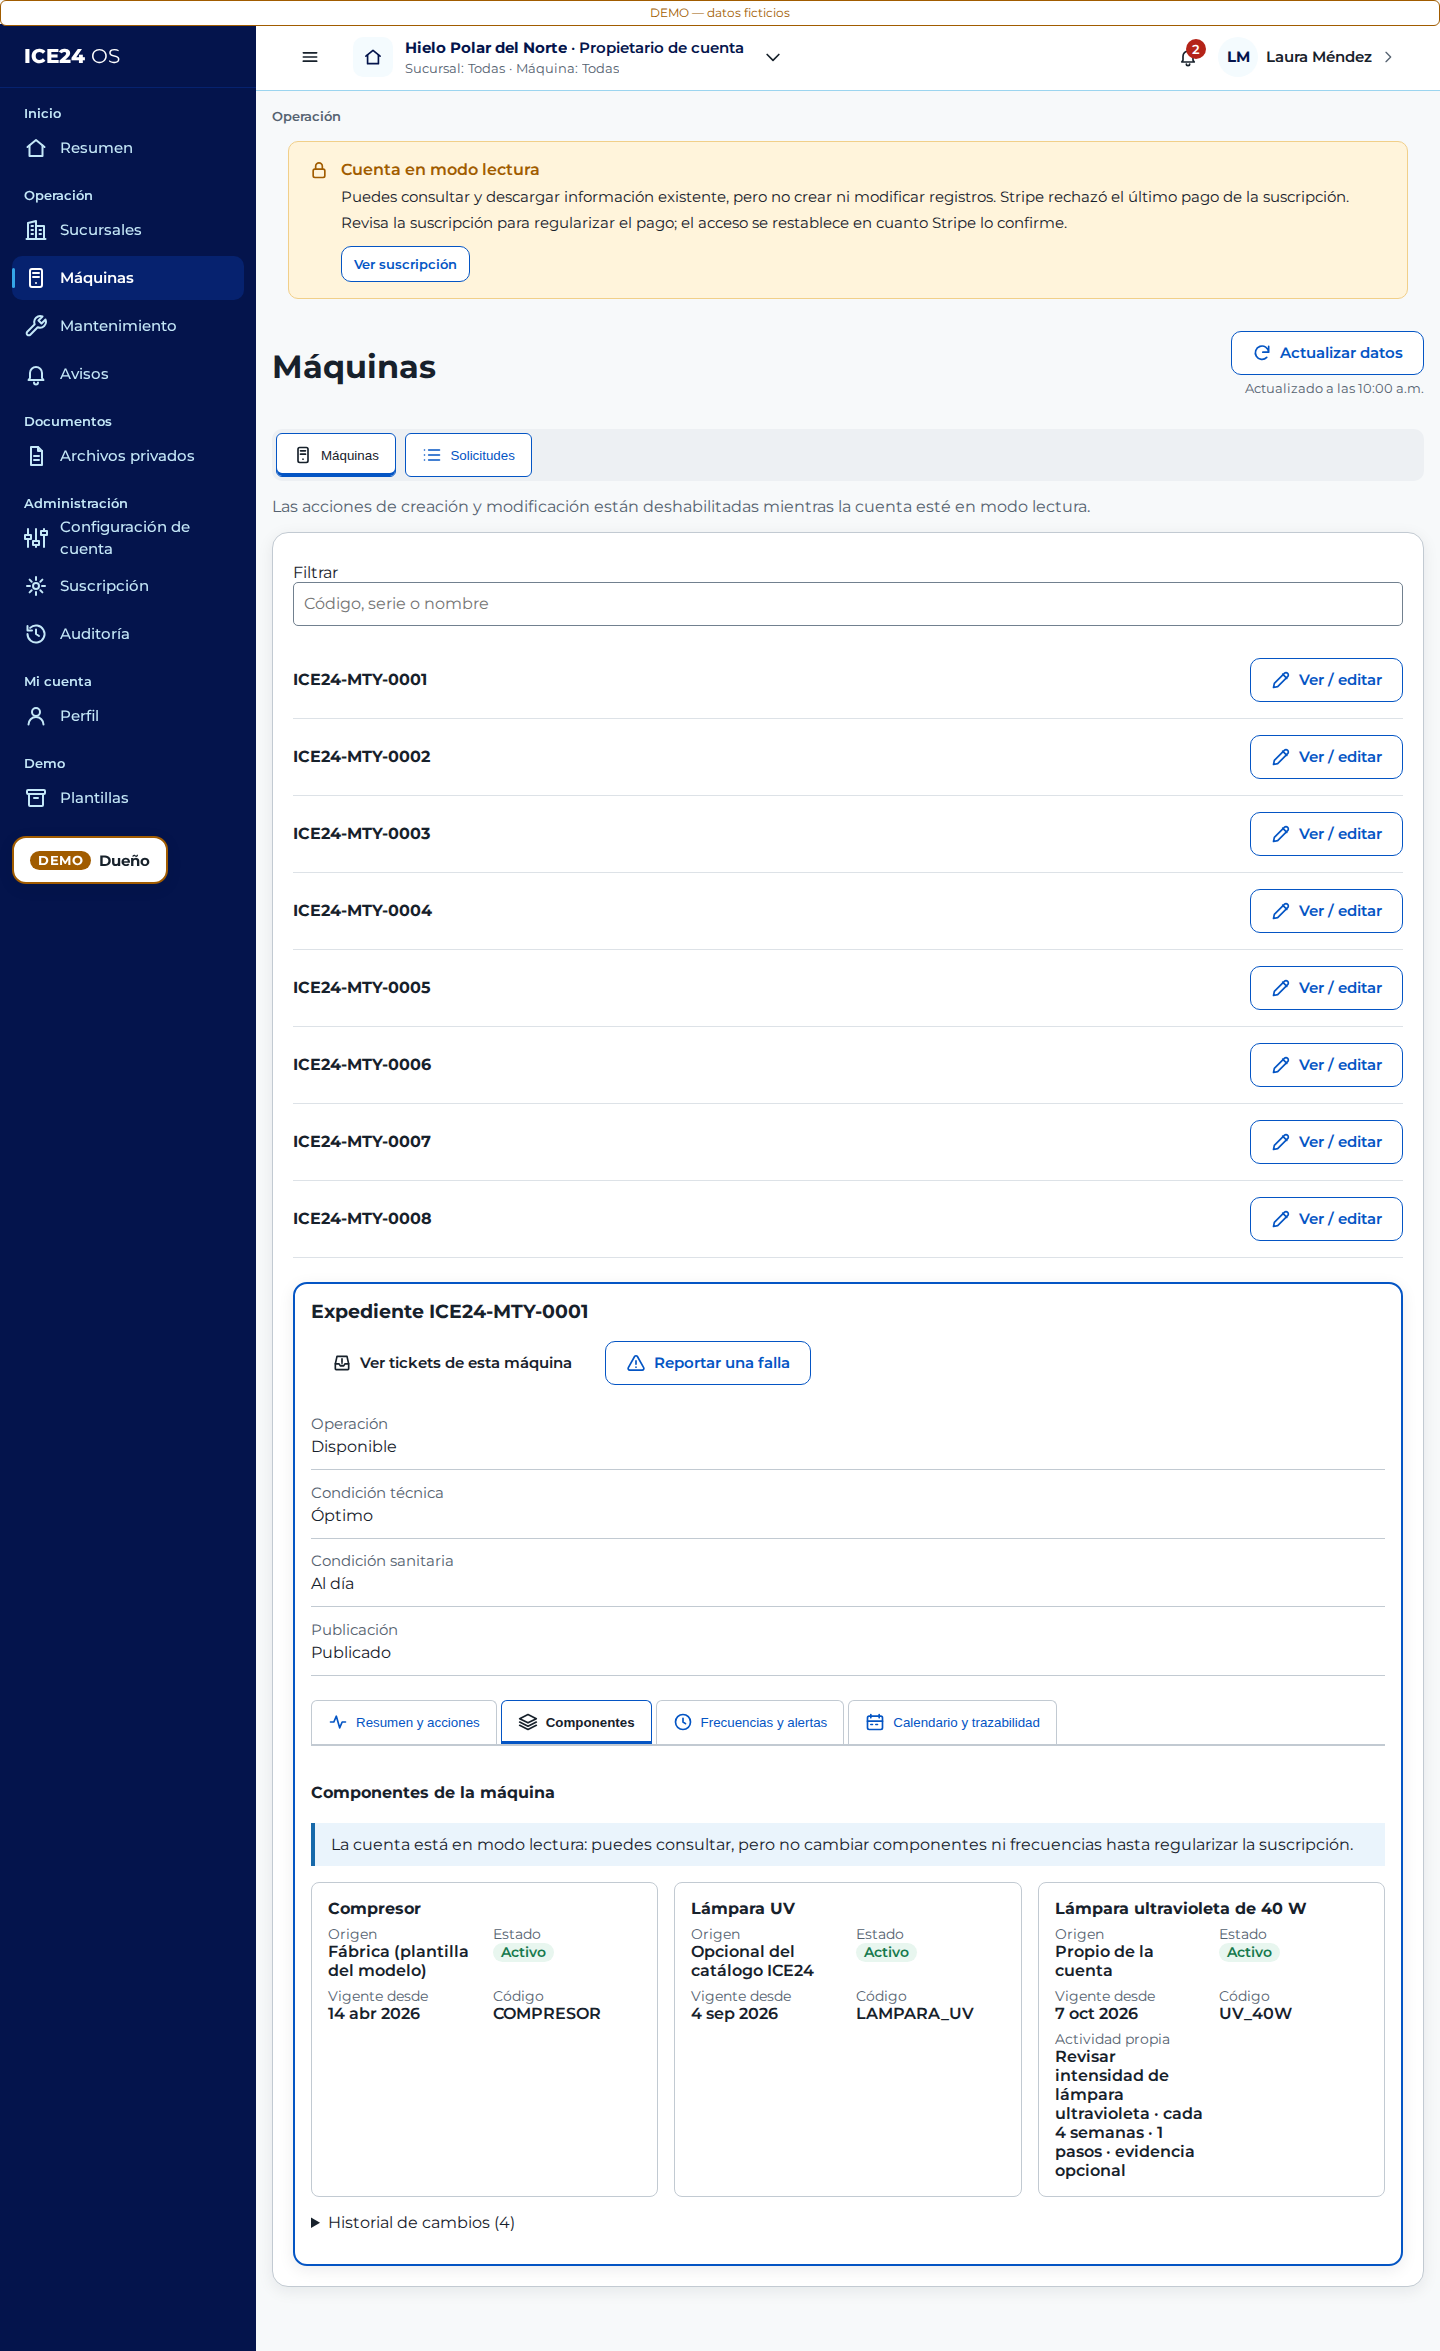 DEMO — datos ficticios
ICE24 OS
Inicio
Resumen
Operación
Sucursales
Máquinas
Mantenimiento
Avisos
Documentos
Archivos privados
Administración
Configuración de
cuenta
Suscripción
Auditoría
Mi cuenta
Perfil
Demo
Plantillas
DEMO Dueño
Hielo Polar del Norte · Propietario de cuenta
Sucursal: Todas · Máquina: Todas
2
LM Laura Méndez
Operación
Cuenta en modo lectura
Puedes consultar y descargar información existente, pero no crear ni modificar registros. Stripe rechazó el último pago de la suscripción.
Revisa la suscripción para regularizar el pago; el acceso se restablece en cuanto Stripe lo confirme.
Ver suscripción
Máquinas
Actualizar datos
Actualizado a las 10:00 a.m.
Máquinas
Solicitudes
Las acciones de creación y modificación están deshabilitadas mientras la cuenta esté en modo lectura.
Filtrar
Código, serie o nombre
ICE24-MTY-0001 Ver / editar
ICE24-MTY-0002 Ver / editar
ICE24-MTY-0003 Ver / editar
ICE24-MTY-0004 Ver / editar
ICE24-MTY-0005 Ver / editar
ICE24-MTY-0006 Ver / editar
ICE24-MTY-0007 Ver / editar
ICE24-MTY-0008 Ver / editar
Expediente ICE24-MTY-0001
Ver tickets de esta máquina
Reportar una falla
Operación
Disponible
Condición técnica
Óptimo
Condición sanitaria
Al día
Publicación
Publicado
Resumen y acciones
Componentes
Frecuencias y alertas
Calendario y trazabilidad
Componentes de la máquina
La cuenta está en modo lectura: puedes consultar, pero no cambiar componentes ni frecuencias hasta regularizar la suscripción.
Compresor
Origen
Fábrica (plantilla
del modelo)
Estado
Activo
Vigente desde
14 abr 2026
Código
COMPRESOR
Lámpara UV
Origen
Opcional del
catálogo ICE24
Estado
Activo
Vigente desde
4 sep 2026
Código
LAMPARA_UV
Lámpara ultravioleta de 40 W
Origen
Propio de la
cuenta
Estado
Activo
Vigente desde
7 oct 2026
Código
UV_40W
Actividad propia
Revisar
intensidad de
lámpara
ultravioleta · cada
4 semanas · 1
pasos · evidencia
opcional
Historial de cambios (4)